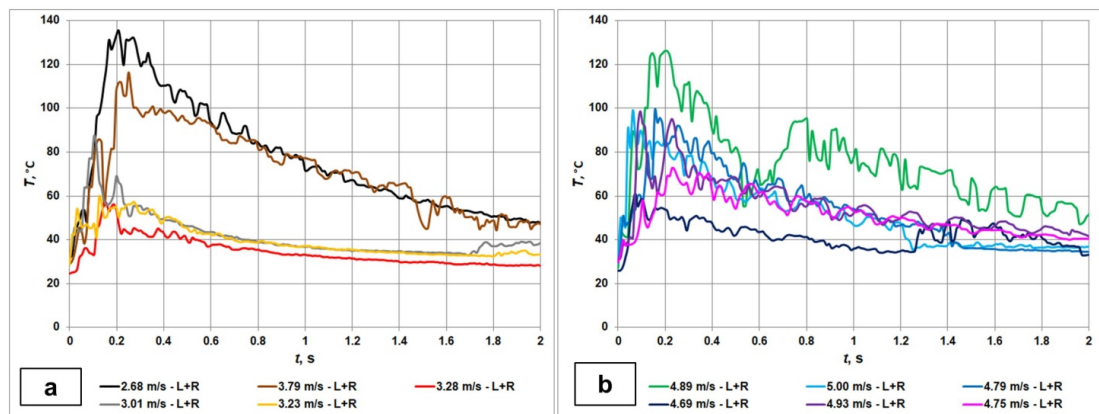 140
120
100
80
60
40
20
0
T, °C
0 0.2 0.4 0.6 0.8 1 1.2 1.4 1.6 1.8 2
t, s
a
2.68 m/s - L+R 3.79 m/s - L+R 3.28 m/s - L+R
3.01 m/s - L+R 3.23 m/s - L+R
140
120
100
80
60
40
20
0
T, °C
0 0.2 0.4 0.6 0.8 1 1.2 1.4 1.6 1.8 2
t, s
b
4.89 m/s - L+R 5.00 m/s - L+R 4.79 m/s - L+R
4.69 m/s - L+R 4.93 m/s - L+R 4.75 m/s - L+R